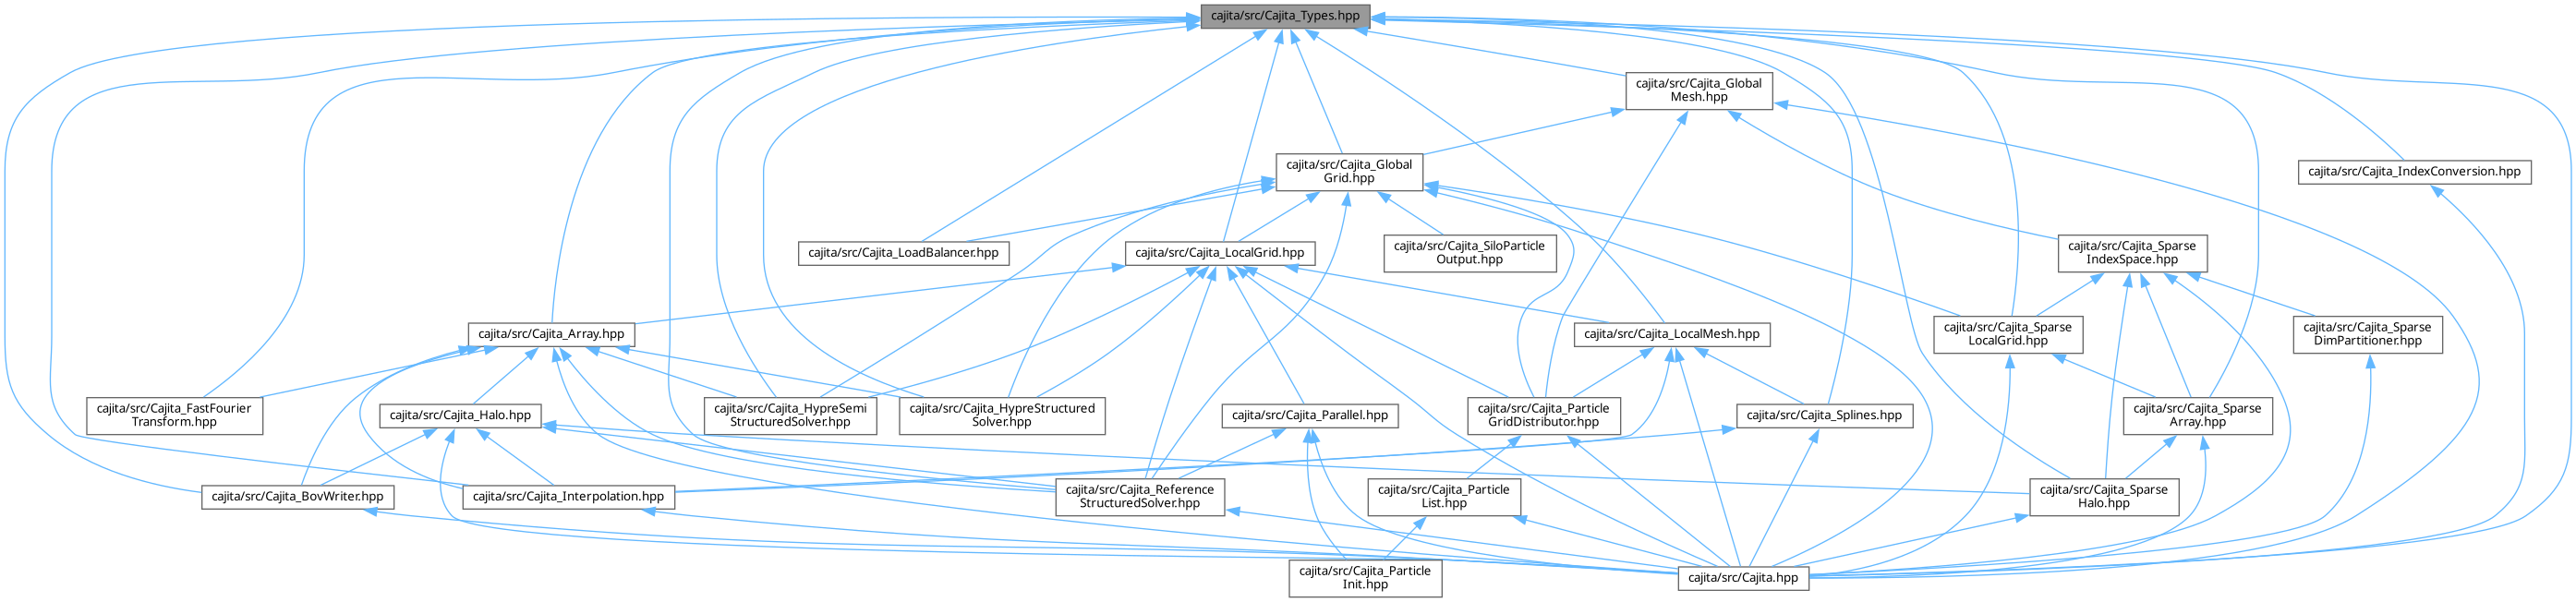 cajita/src/Cajita_Types.hpp
cajita/src/Cajita_Global
Mesh.hpp
cajita/src/Cajita_Global
Grid.hpp
cajita/src/Cajita_IndexConversion.hpp
cajita/src/Cajita_LoadBalancer.hpp
cajita/src/Cajita_LocalGrid.hpp
cajita/src/Cajita_SiloParticle
Output.hpp
cajita/src/Cajita_Sparse
IndexSpace.hpp
cajita/src/Cajita_Array.hpp
cajita/src/Cajita_LocalMesh.hpp
cajita/src/Cajita_Sparse
LocalGrid.hpp
cajita/src/Cajita_Sparse
DimPartitioner.hpp
cajita/src/Cajita_FastFourier
Transform.hpp
cajita/src/Cajita_Halo.hpp
cajita/src/Cajita_HypreSemi
StructuredSolver.hpp
cajita/src/Cajita_HypreStructured
Solver.hpp
cajita/src/Cajita_Parallel.hpp
cajita/src/Cajita_Particle
GridDistributor.hpp
cajita/src/Cajita_Splines.hpp
cajita/src/Cajita_Sparse
Array.hpp
cajita/src/Cajita_BovWriter.hpp
cajita/src/Cajita_Interpolation.hpp
cajita/src/Cajita_Reference
StructuredSolver.hpp
cajita/src/Cajita_Particle
List.hpp
cajita/src/Cajita_Sparse
Halo.hpp
cajita/src/Cajita_Particle
Init.hpp
cajita/src/Cajita.hpp